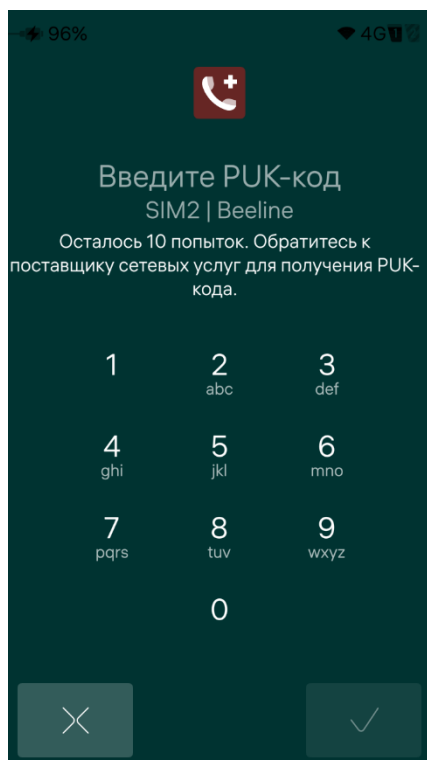 96% 4G 1
Введите PUK-код
SIM2 | Beeline
Осталось 10 попыток. Обратитесь к
поставщику сетевых услуг для получения PUK-
кода.
1 2 3
abc def
4 5 6
ghi jkl mno
7 8 9
pqrs tuv wxyz
0